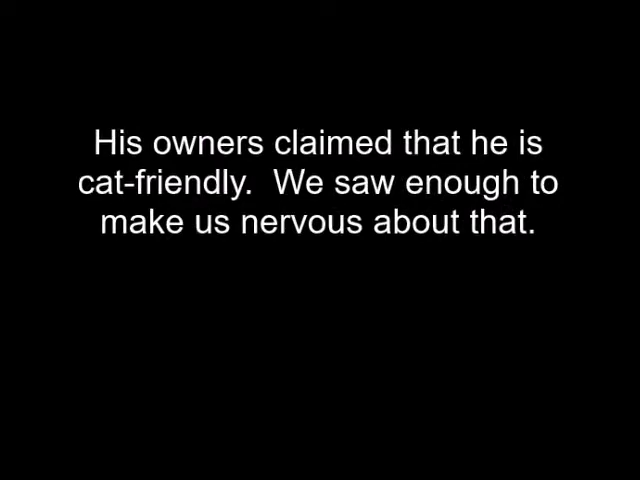 His owners claimed that he is
cat-friendly.  We saw enough to
make us nervous about that.